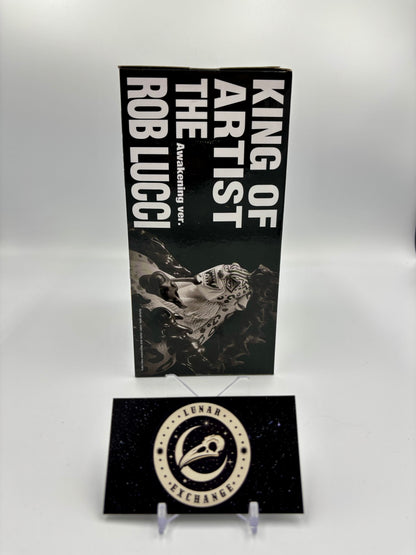 KING OF
ARTIST
THE
ROB LUCCI
Awakening ver.
LUNAR
EXCHANGE